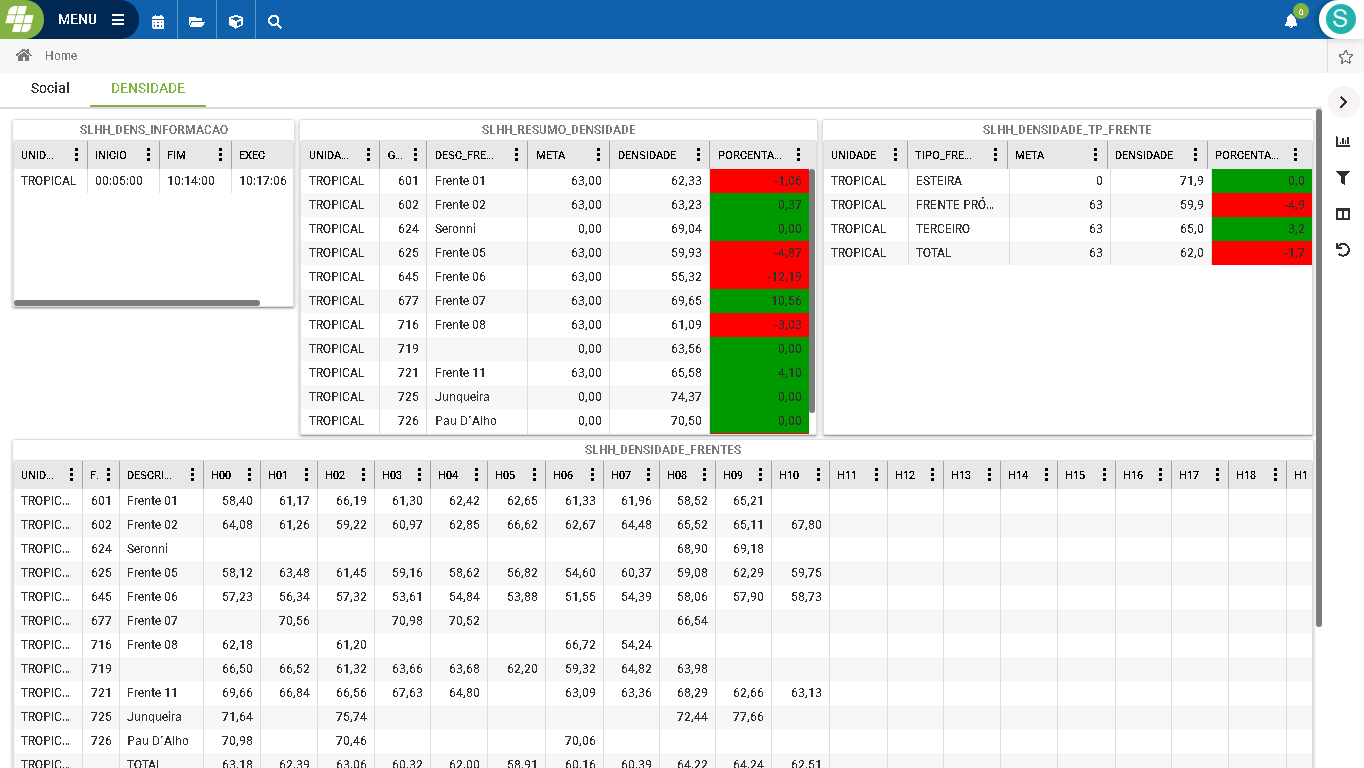 MENU
0
S
Home
Social DENSIDADE
SLHH_DENS_INFORMACAO
UNID... INICIO FIM EXEC
TROPICAL 00:05:00 10:14:00 10:17:06
SLHH_RESUMO_DENSIDADE
UNIDA... G... DESC_FRE... META DENSIDADE PORCENTA...
TROPICAL 601 Frente 01 63,00 62,33 -1,06
TROPICAL 602 Frente 02 63,00 63,23 0,37
TROPICAL 624 Seronni 0,00 69,04 0,00
TROPICAL 625 Frente 05 63,00 59,93 -4,87
TROPICAL 645 Frente 06 63,00 55,32 -12,19
TROPICAL 677 Frente 07 63,00 69,65 10,56
TROPICAL 716 Frente 08 63,00 61,09 -3,03
TROPICAL 719 0,00 63,56 0,00
TROPICAL 721 Frente 11 63,00 65,58 4,10
TROPICAL 725 Junqueira 0,00 74,37 0,00
TROPICAL 726 Pau D´Alho 0,00 70,50 0,00
SLHH_DENSIDADE_TP_FRENTE
UNIDADE TIPO_FRE... META DENSIDADE PORCENTA...
TROPICAL ESTEIRA 0 71,9 0,0
TROPICAL FRENTE PRÓ... 63 59,9 -4,9
TROPICAL TERCEIRO 63 65,0 3,2
TROPICAL TOTAL 63 62,0 -1,7
SLHH_DENSIDADE_FRENTES
UNID... F. DESCRI... H00 H01 H02 H03 H04 H05 H06 H07 H08 H09 H10 H11 H12 H13 H14 H15 H16 H17 H18 H1
TROPIC... 601 Frente 01 58,40 61,17 66,19 61,30 62,42 62,65 61,33 61,96 58,52 65,21
TROPIC... 602 Frente 02 64,08 61,26 59,22 60,97 62,85 66,62 62,67 64,48 65,52 65,11 67,80
TROPIC... 624 Seronni 68,90 69,18
TROPIC... 625 Frente 05 58,12 63,48 61,45 59,16 58,62 56,82 54,60 60,37 59,08 62,29 59,75
TROPIC... 645 Frente 06 57,23 56,34 57,32 53,61 54,84 53,88 51,55 54,39 58,06 57,90 58,73
TROPIC... 677 Frente 07 70,56 70,98 70,52 66,54
TROPIC... 716 Frente 08 62,18 61,20 66,72 54,24
TROPIC... 719 66,50 66,52 61,32 63,66 63,68 62,20 59,32 64,82 63,98
TROPIC... 721 Frente 11 69,66 66,84 66,56 67,63 64,80 63,09 63,36 68,29 62,66 63,13
TROPIC... 725 Junqueira 71,64 75,74 72,44 77,66
TROPIC... 726 Pau D´Alho 70,98 70,46 70,06
TROPIC... TOTAL 63,18 62,39 63,06 60,32 62,00 58,91 60,16 60,39 64,22 64,24 62,51